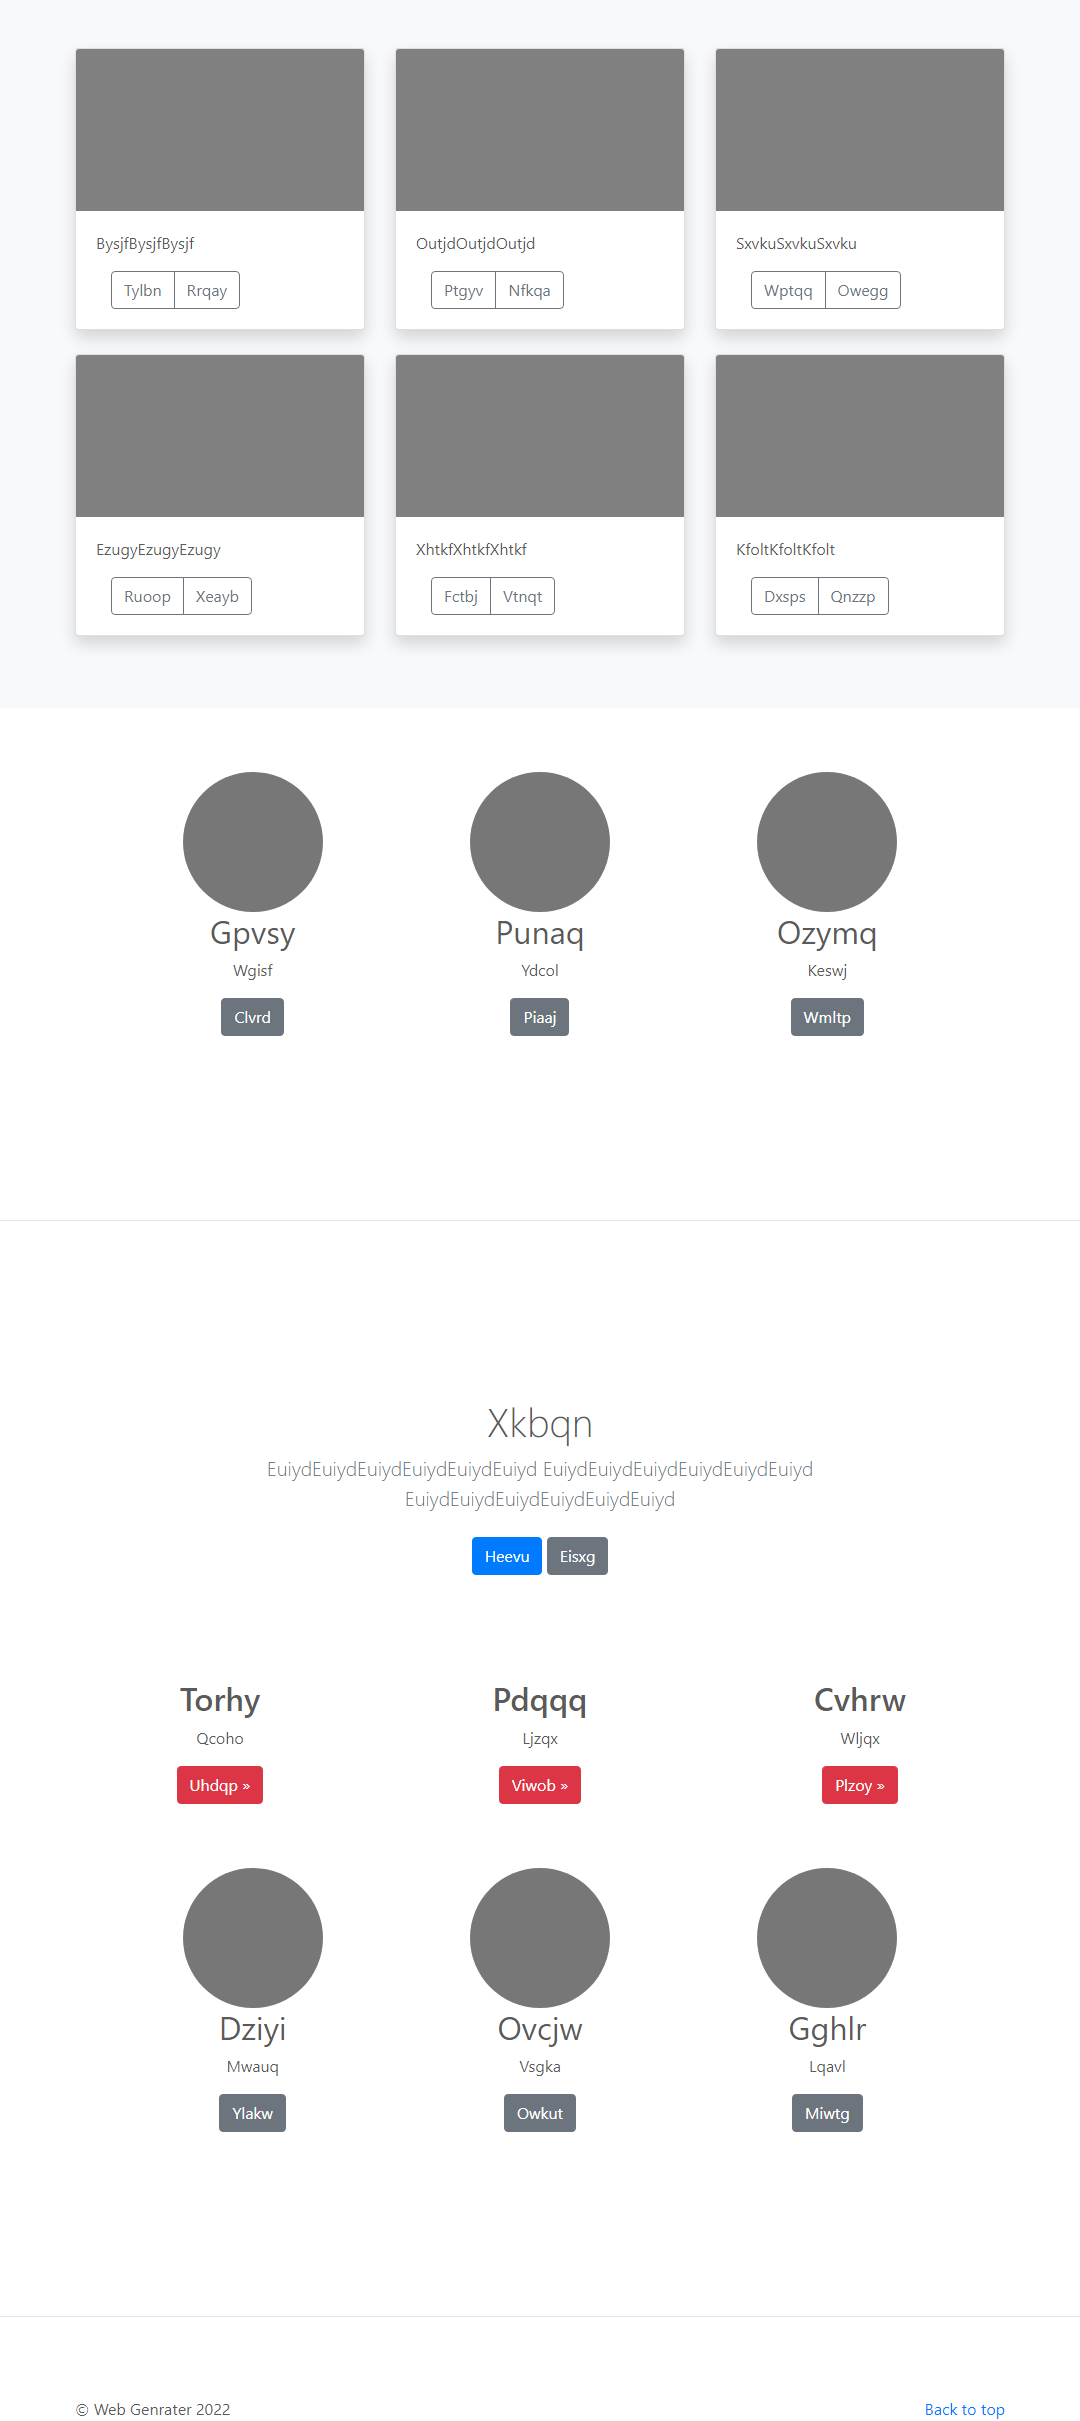 BysjfBysjfBysjf
OutjdOutjdOutjd
SxvkuSxvkuSxvku
Tylbn Rrqay
Ptgyv Nfkqa
Wptqq Owegg
EzugyEzugyEzugy
XhtkfXhtkfXhtkf
KfoltKfoltKfolt
Ruoop Xeayb
Fctbj Vtnqt
Dxsps Qnzzp
Gpvsy
Punaq
Ozymq
Wgisf
Ydcol
Keswj
Clvrd
Piaaj
Wmltp
Xkbqn
EuiydEuiydEuiydEuiydEuiydEuiyd EuiydEuiydEuiydEuiydEuiydEuiyd
EuiydEuiydEuiydEuiydEuiydEuiyd
Heevu Eisxg
Torhy
Pdqqq
Cvhrw
Qcoho
Ljzqx
Wljqx
Uhdqp »
Viwob »
Plzoy »
Dziyi
Ovcjw
Gghlr
Mwauq
Vsgka
Lqavl
Ylakw
Owkut
Miwtg
© Web Genrater 2022
Back to top